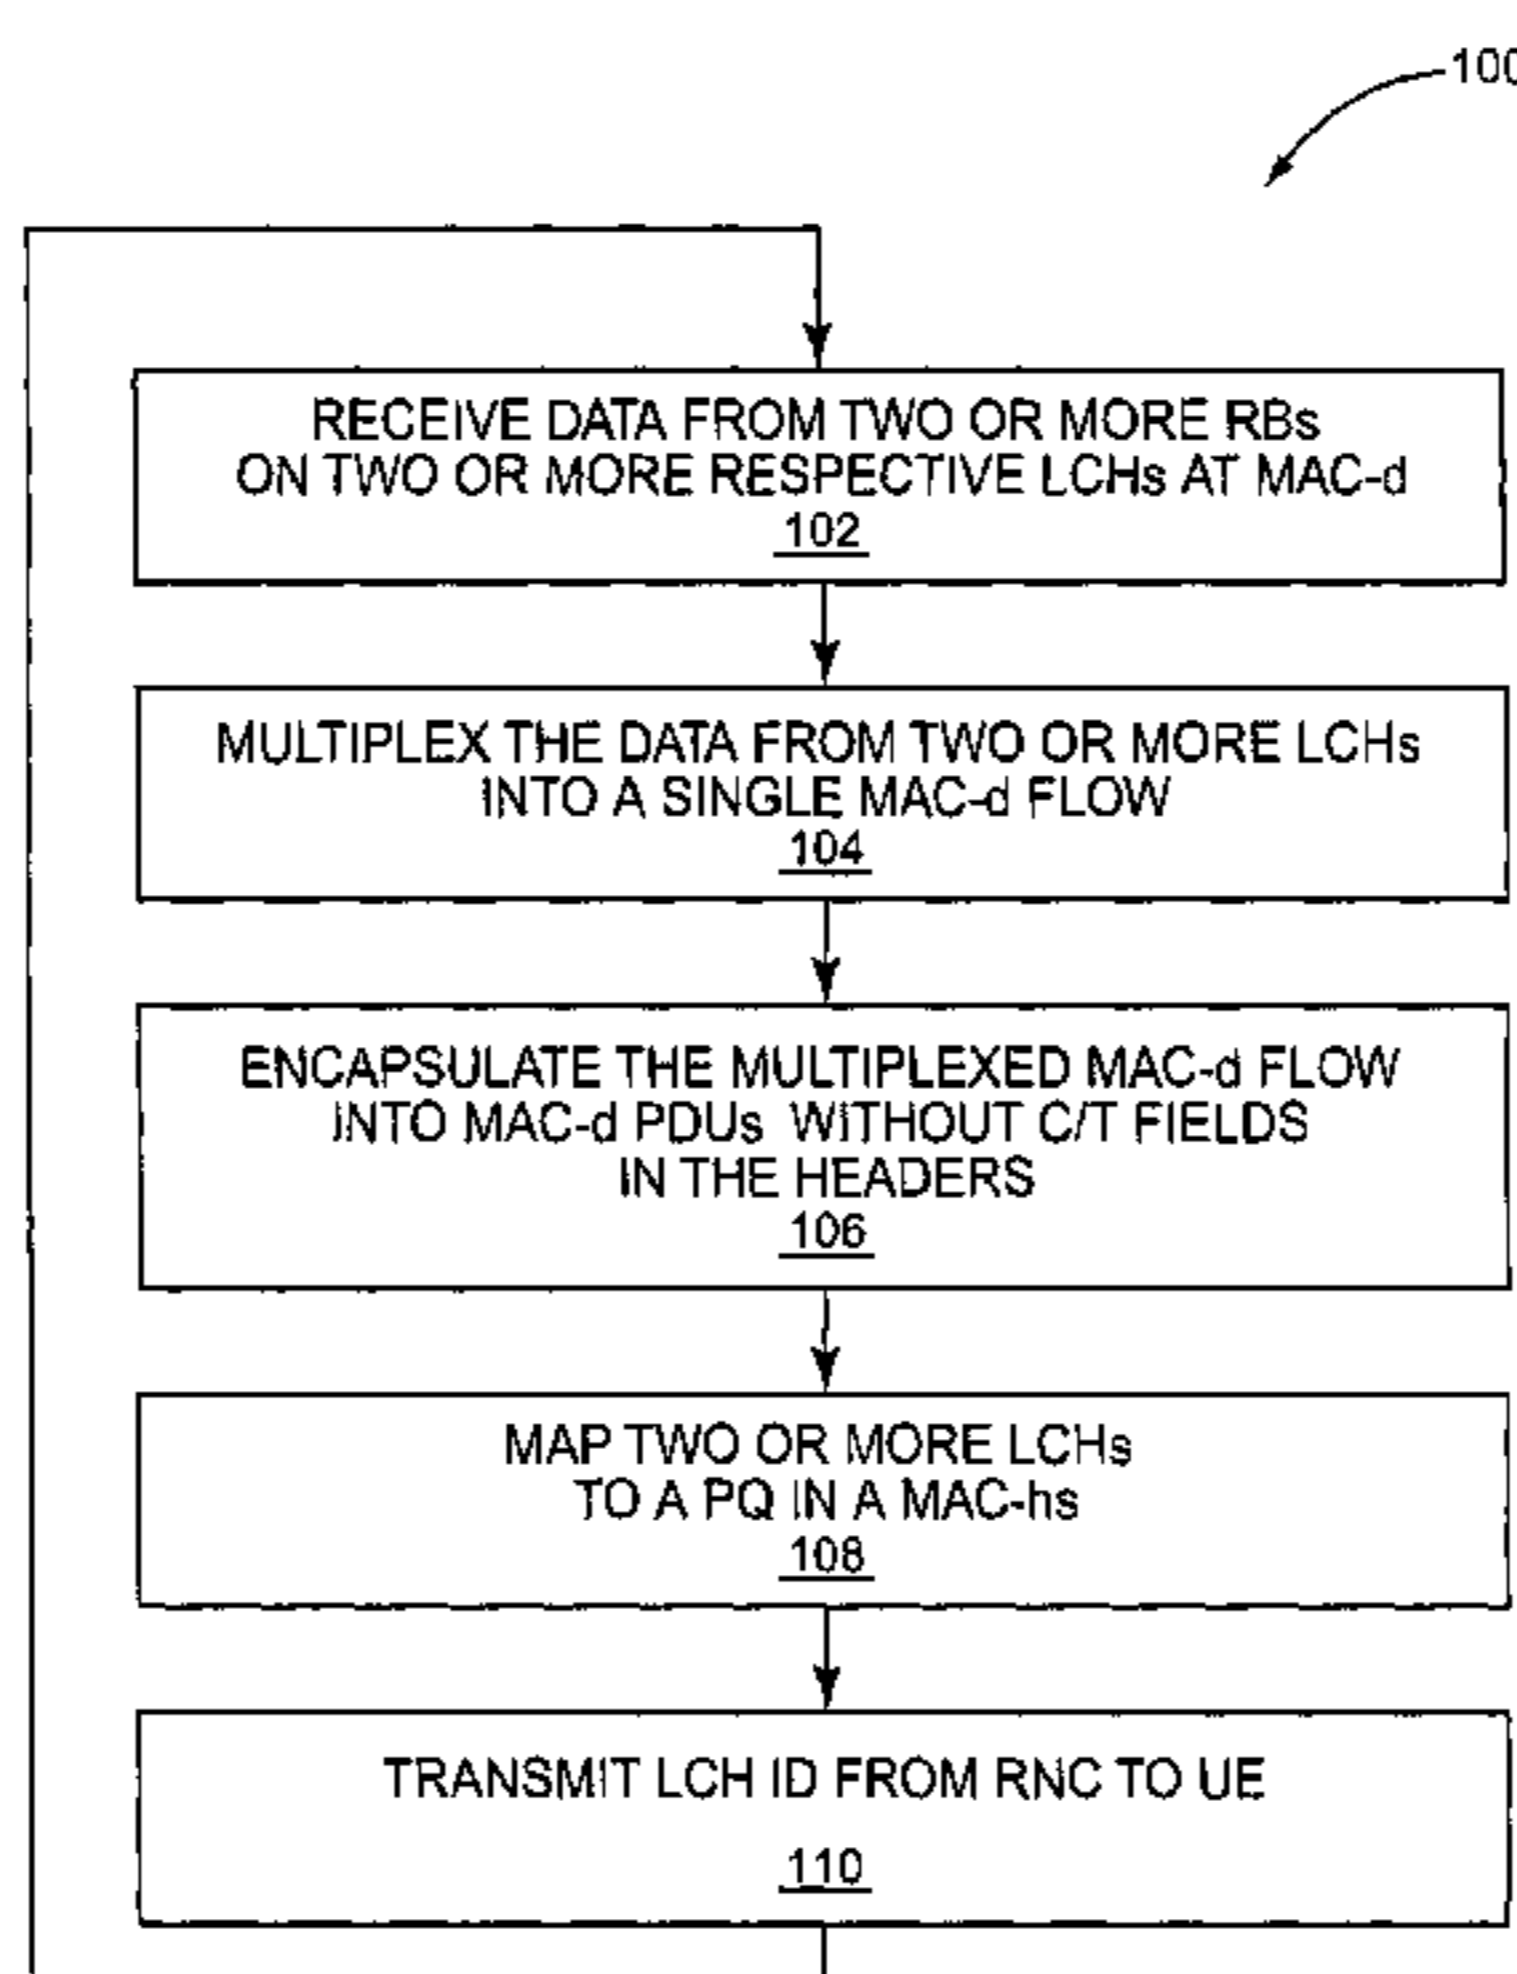 100
RECEIVE DATA FROM TWO OR MORE RBs
ON TWO OR MORE RESPECTIVE LCHs AT MAC-d
102
MULTIPLEX THE DATA FROM TWO OR MORE LCHs
INTO A SINGLE MAC-d FLOW
104
ENCAPSULATE THE MULTIPLEXED MAC-d FLOW
INTO MAC-d PDUs WITHOUT C/T FIELDS
IN THE HEADERS
106
MAP TWO OR MORE LCHs
TO A PQ IN A MAC-hs
108
TRANSMIT LCH ID FROM RNC TO UE
110